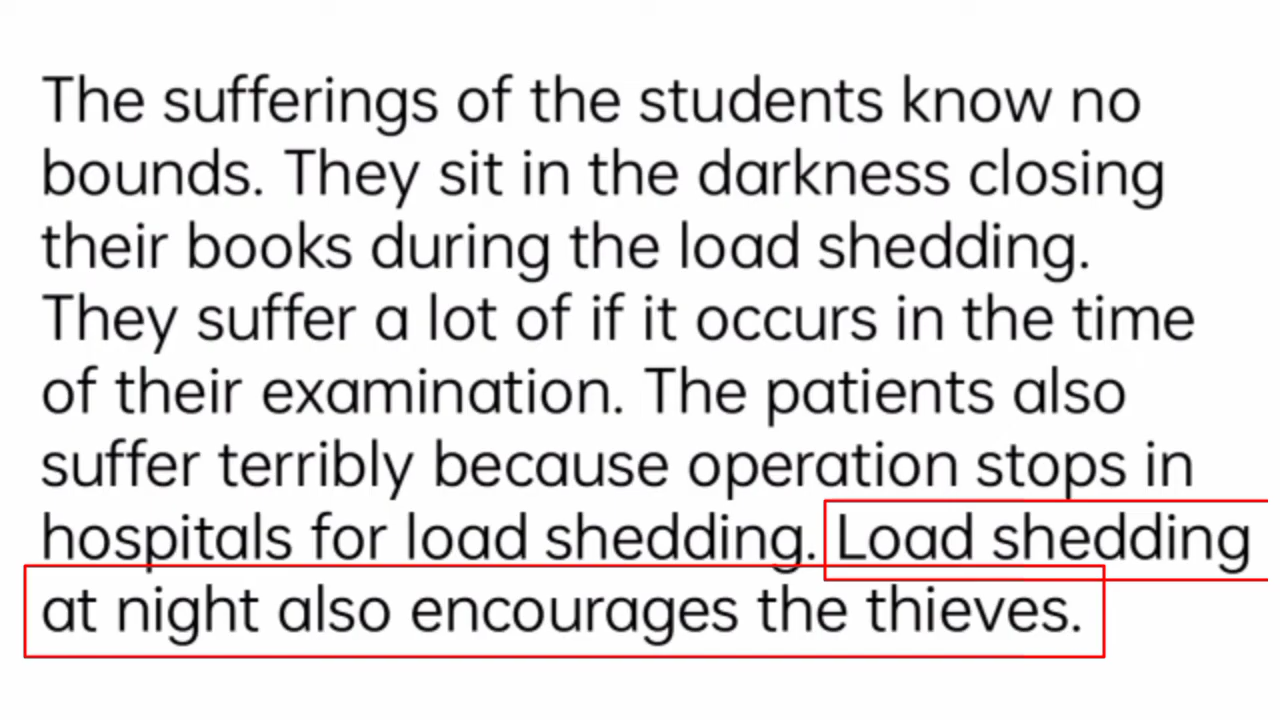 The sufferings of the students know no
bounds. They sit in the darkness closing
their books during the load shedding.
They suffer a lot of if it occurs in the time
of their examination. The patients also
suffer terribly because operation stops in
hospitals for load shedding. Load shedding
at night also encourages the thieves.